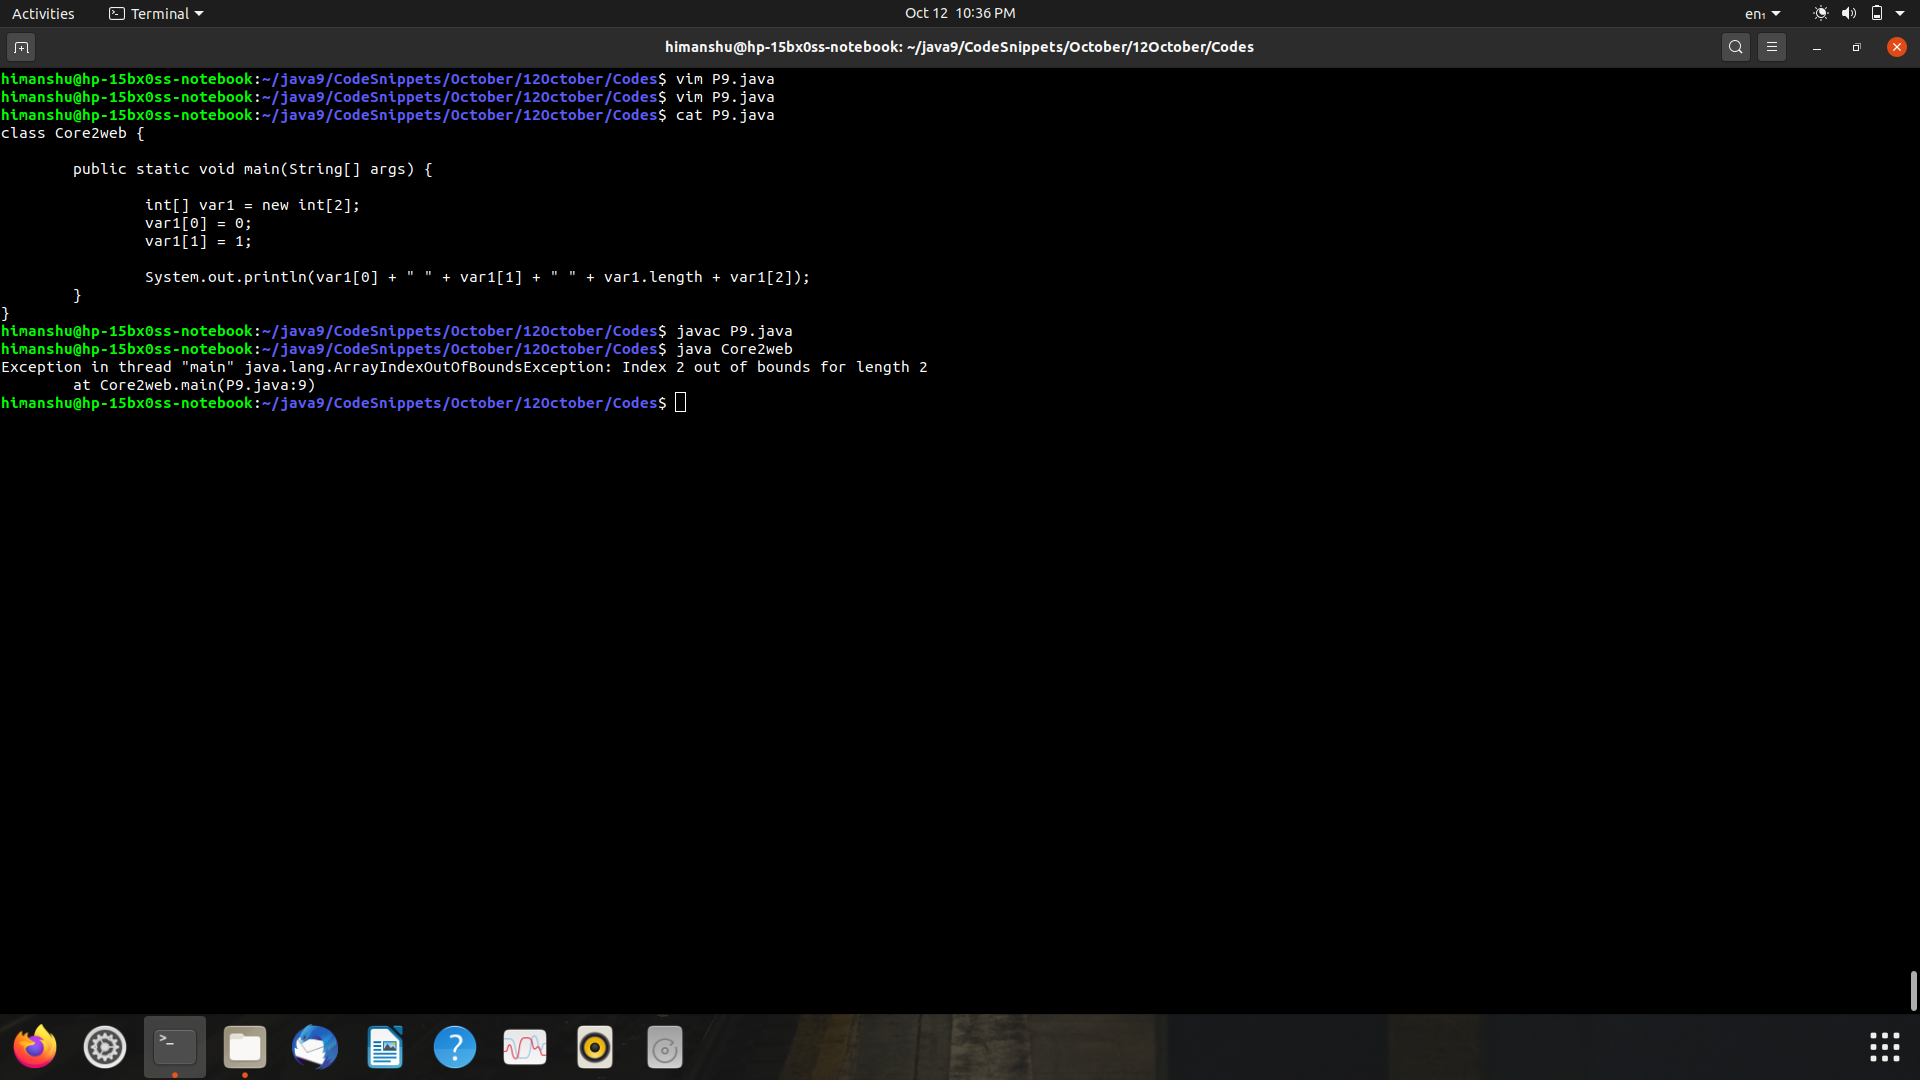 Activities Terminal Oct 12 10:36 PM en₁
himanshu@hp-15bx0ss-notebook: ~/java9/CodeSnippets/October/12October/Codes
himanshu@hp-15bx0ss-notebook:~/java9/CodeSnippets/October/12October/Codes$ vim P9.java
himanshu@hp-15bx0ss-notebook:~/java9/CodeSnippets/October/12October/Codes$ vim P9.java
himanshu@hp-15bx0ss-notebook:~/java9/CodeSnippets/October/12October/Codes$ cat P9.java
class Core2web {
        public static void main(String[] args) {
                int[] var1 = new int[2];
                var1[0] = 0;
                var1[1] = 1;
                System.out.println(var1[0] + " " + var1[1] + " " + var1.length + var1[2]);
        }
}
himanshu@hp-15bx0ss-notebook:~/java9/CodeSnippets/October/12October/Codes$ javac P9.java
himanshu@hp-15bx0ss-notebook:~/java9/CodeSnippets/October/12October/Codes$ java Core2web
Exception in thread "main" java.lang.ArrayIndexOutOfBoundsException: Index 2 out of bounds for length 2
        at Core2web.main(P9.java:9)
himanshu@hp-15bx0ss-notebook:~/java9/CodeSnippets/October/12October/Codes$